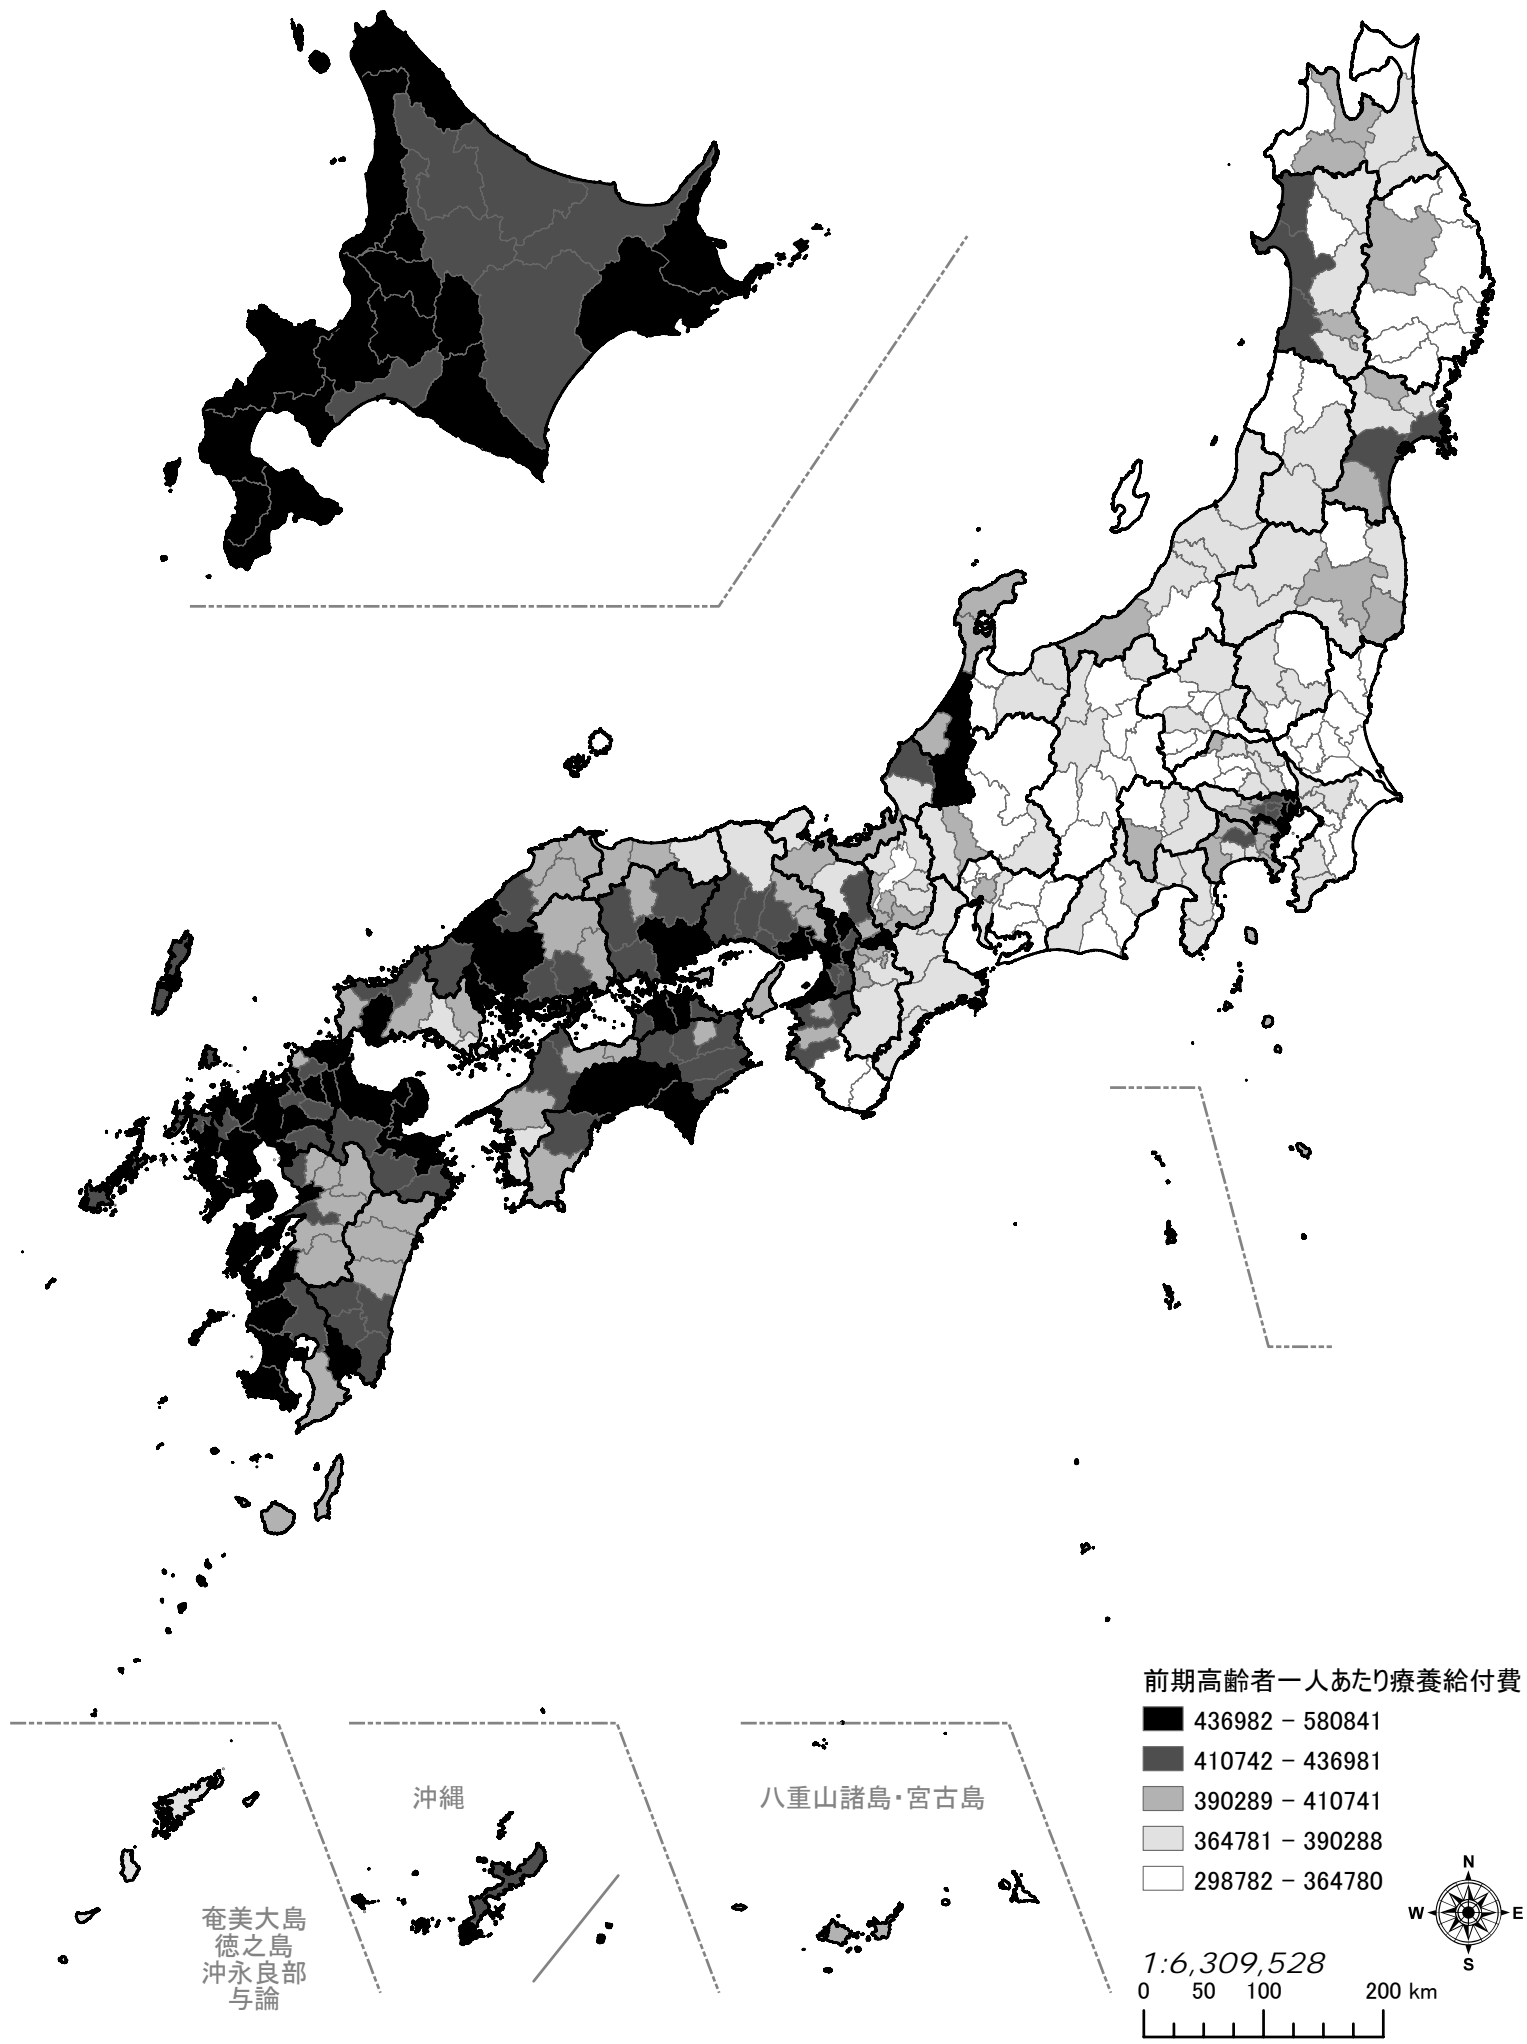 前期高齢者一人あたり療養給付費
436982 − 580841
410742 − 436981
390289 − 410741
364781 − 390288
298782 − 364780
沖縄
八重山諸島・宮古島
奄美大島
徳之島
沖永良部
与論
N
W E
S
1:6,309,528
0 50 100 200 km